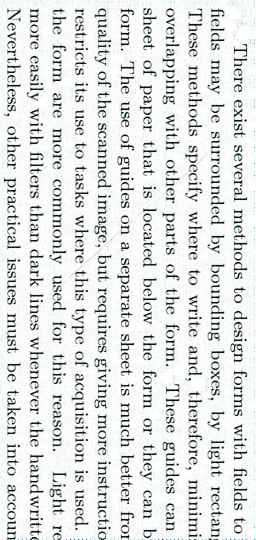 There exist several methods to design forms with fields to
fields may be surrounded by bounding boxes, by light rectan
These methods specify where to write and, therefore, minimi
overlapping with other parts of the form. These guides can
sheet of paper that is located below the form or they can b
form. The use of guides on a separate sheet is much better fro
quality of the scanned image, but requires giving more instructio
restricts its use to tasks where this type of acquisition is used.
the form are more commonly used for this reason. Light re
more easily with filters than dark lines whenever the handwritte
Nevertheless, other practical issues must be taken into accoun